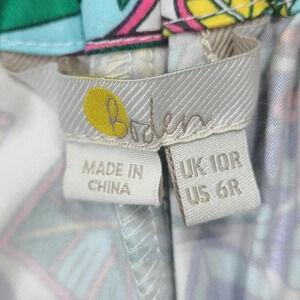 Boden
MADE IN
CHINA
UK 10R
US 6R